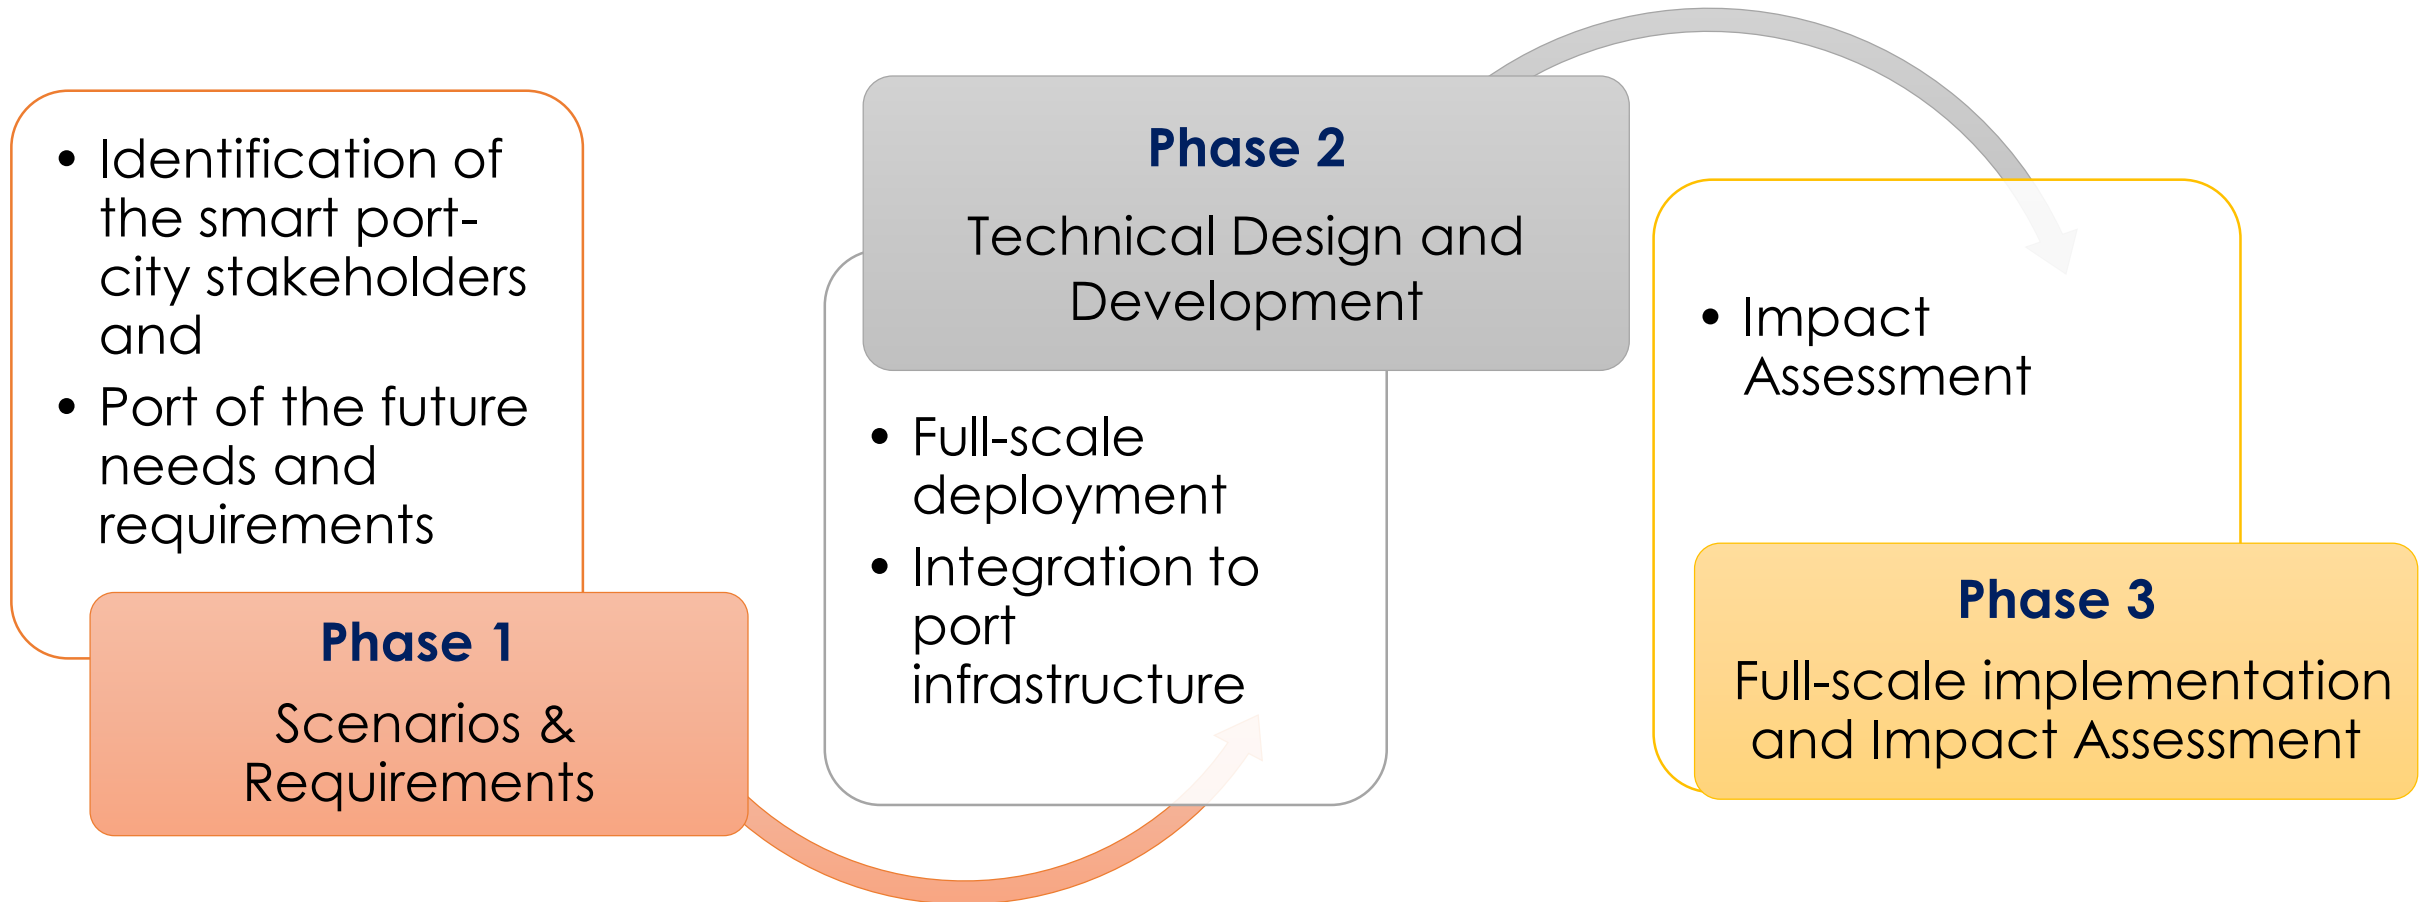 • Identification of
the smart port-
city stakeholders
and
• Port of the future
needs and
requirements
Phase 1
Scenarios &
Requirements
Phase 2
Technical Design and
Development
• Full-scale
deployment
• Integration to
port
infrastructure
• Impact
Assessment
Phase 3
Full-scale implementation
and Impact Assessment